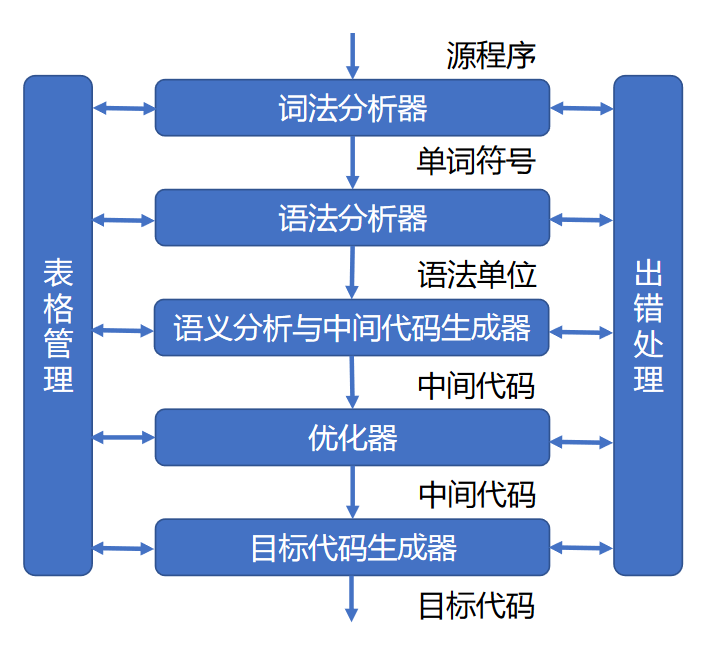 源程序
词法分析器
单词符号
语法分析器
语法单位
语义分析与中间代码生成器
中间代码
优化器
中间代码
目标代码生成器
目标代码
表格管理
出错处理